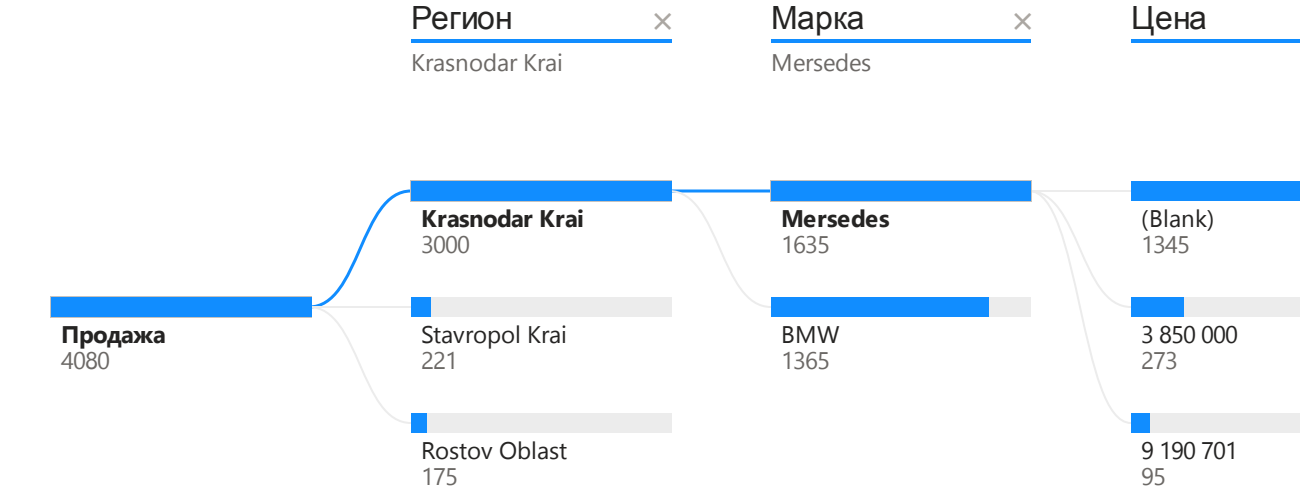 Регион
Марка
Цена
Krasnodar Krai
Mersedes
Krasnodar Krai
3000
Mersedes
1635
(Blank)
1345
Продажа
4080
Stavropol Krai
221
BMW
1365
3 850 000
273
Rostov Oblast
175
9 190 701
95